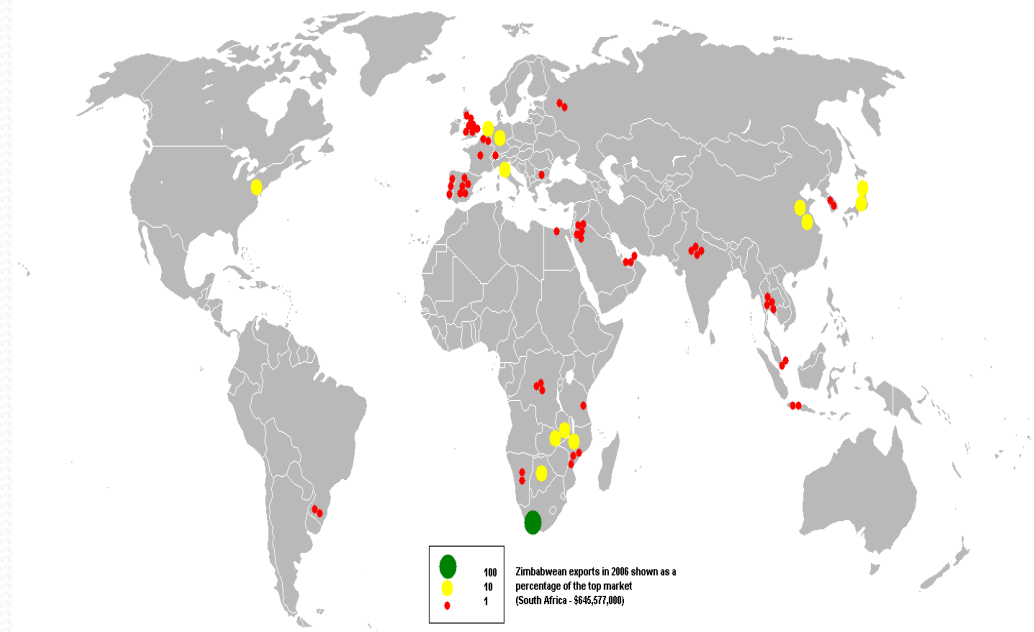 100
10
1
Zimbabwean exports in 2006 shown as a
percentage of the top market
(South Africa - $645,577,000)